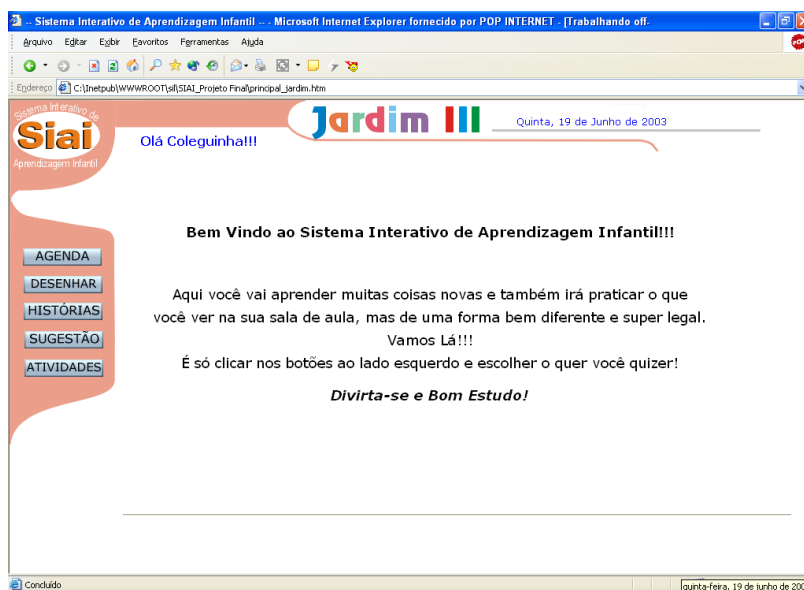 -- Sistema Interativo de Aprendizagem Infantil -- - Microsoft Internet Explorer fornecido por POP INTERNET - [Trabalhando off-
Arquivo Editar Exibir Favoritos Ferramentas Ajuda
POP
Endereço C:\Inetpub\WWWROOT\sil\SIAI_Projeto Final\principal_jardim.htm
Sistema Interativo de
Siai
Aprendizagem Infantil
Jardim III
Quinta, 19 de Junho de 2003
Olá Coleguinha!!!
Bem Vindo ao Sistema Interativo de Aprendizagem Infantil!!!
AGENDA
DESENHAR
HISTÓRIAS
SUGESTÃO
ATIVIDADES
Aqui você vai aprender muitas coisas novas e também irá praticar o que
você ver na sua sala de aula, mas de uma forma bem diferente e super legal.
Vamos Lá!!!
É só clicar nos botões ao lado esquerdo e escolher o quer você quizer!
Divirta-se e Bom Estudo!
Concluído
quinta-feira, 19 de junho de 200